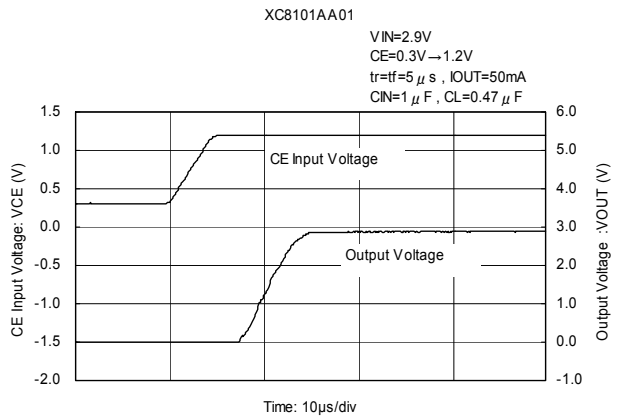 XC8101AA01
VIN=2.9V
CE=0.3V→1.2V
tr=tf=5μs , IOUT=50mA
CIN=1μF , CL=0.47μF
CE Input Voltage: VCE (V)
1.5
1.0
0.5
0.0
-0.5
-1.0
-1.5
-2.0
CE Input Voltage
Output Voltage
6.0
5.0
4.0
3.0
2.0
1.0
0.0
-1.0
Output Voltage :VOUT (V)
Time: 10μs/div